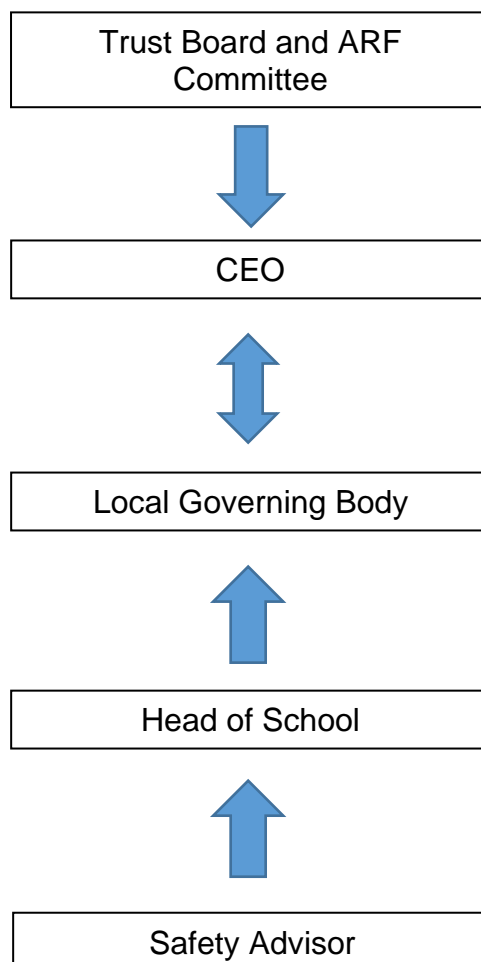 Trust Board and ARF
Committee
CEO
Local Governing Body
Head of School
Safety Advisor